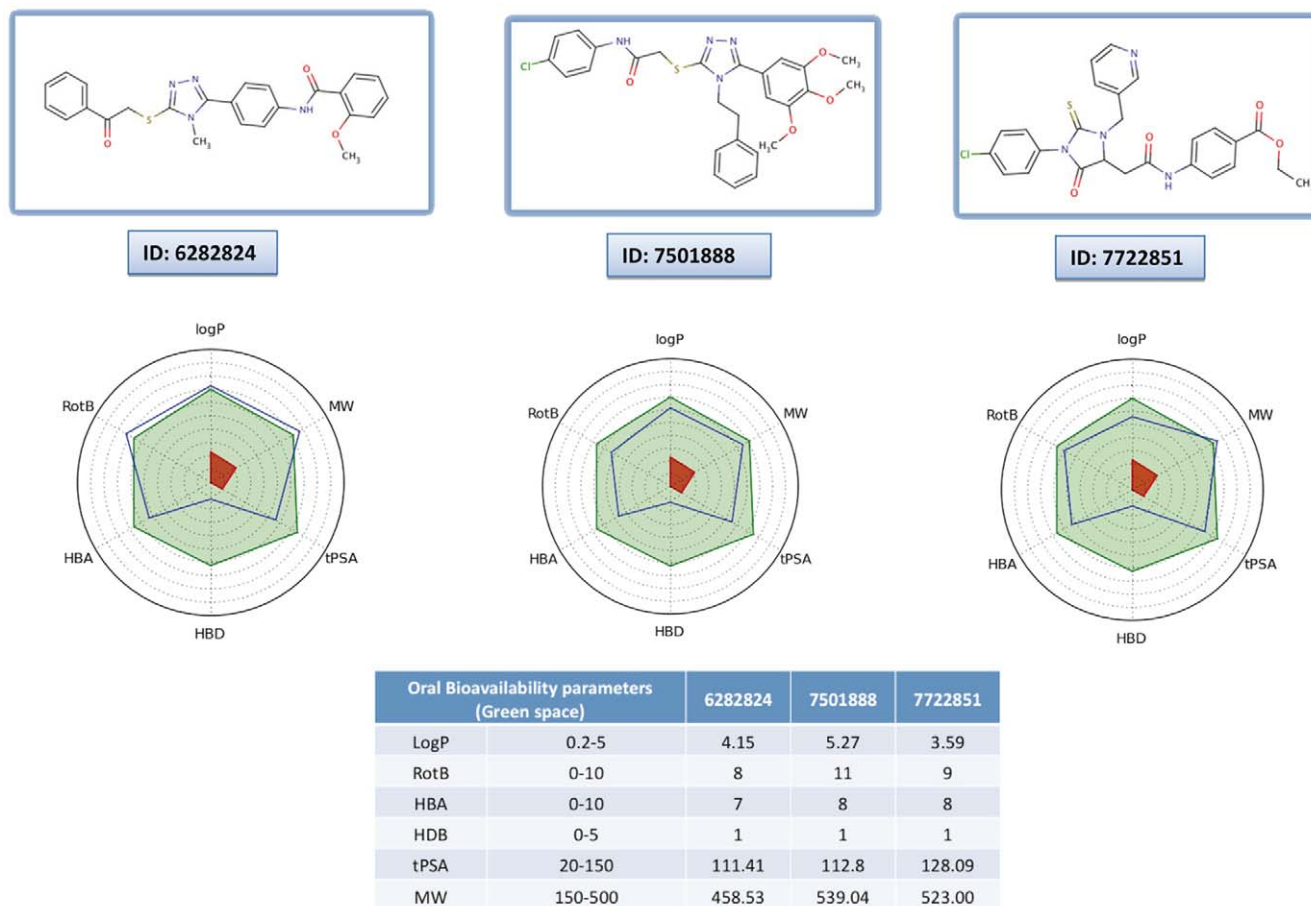 N N
N
S
O
CH₃
O
NH
O
CH₃
Cl
NH
O
S
N N
N
O CH₃
O CH₃
O
H₃C
N
S
N
N
O
Cl
O
N
H
O
O
CH
ID: 6282824
ID: 7501888
ID: 7722851
logP
MW
tPSA
HBD
HBA
RotB
logP
MW
tPSA
HBD
HBA
RotB
logP
MW
tPSA
HBD
HBA
RotB
Oral Bioavailability parameters (Green space) 6282824 7501888 7722851
LogP 0.2-5 4.15 5.27 3.59
RotB 0-10 8 11 9
HBA 0-10 7 8 8
HDB 0-5 1 1 1
tPSA 20-150 111.41 112.8 128.09
MW 150-500 458.53 539.04 523.00